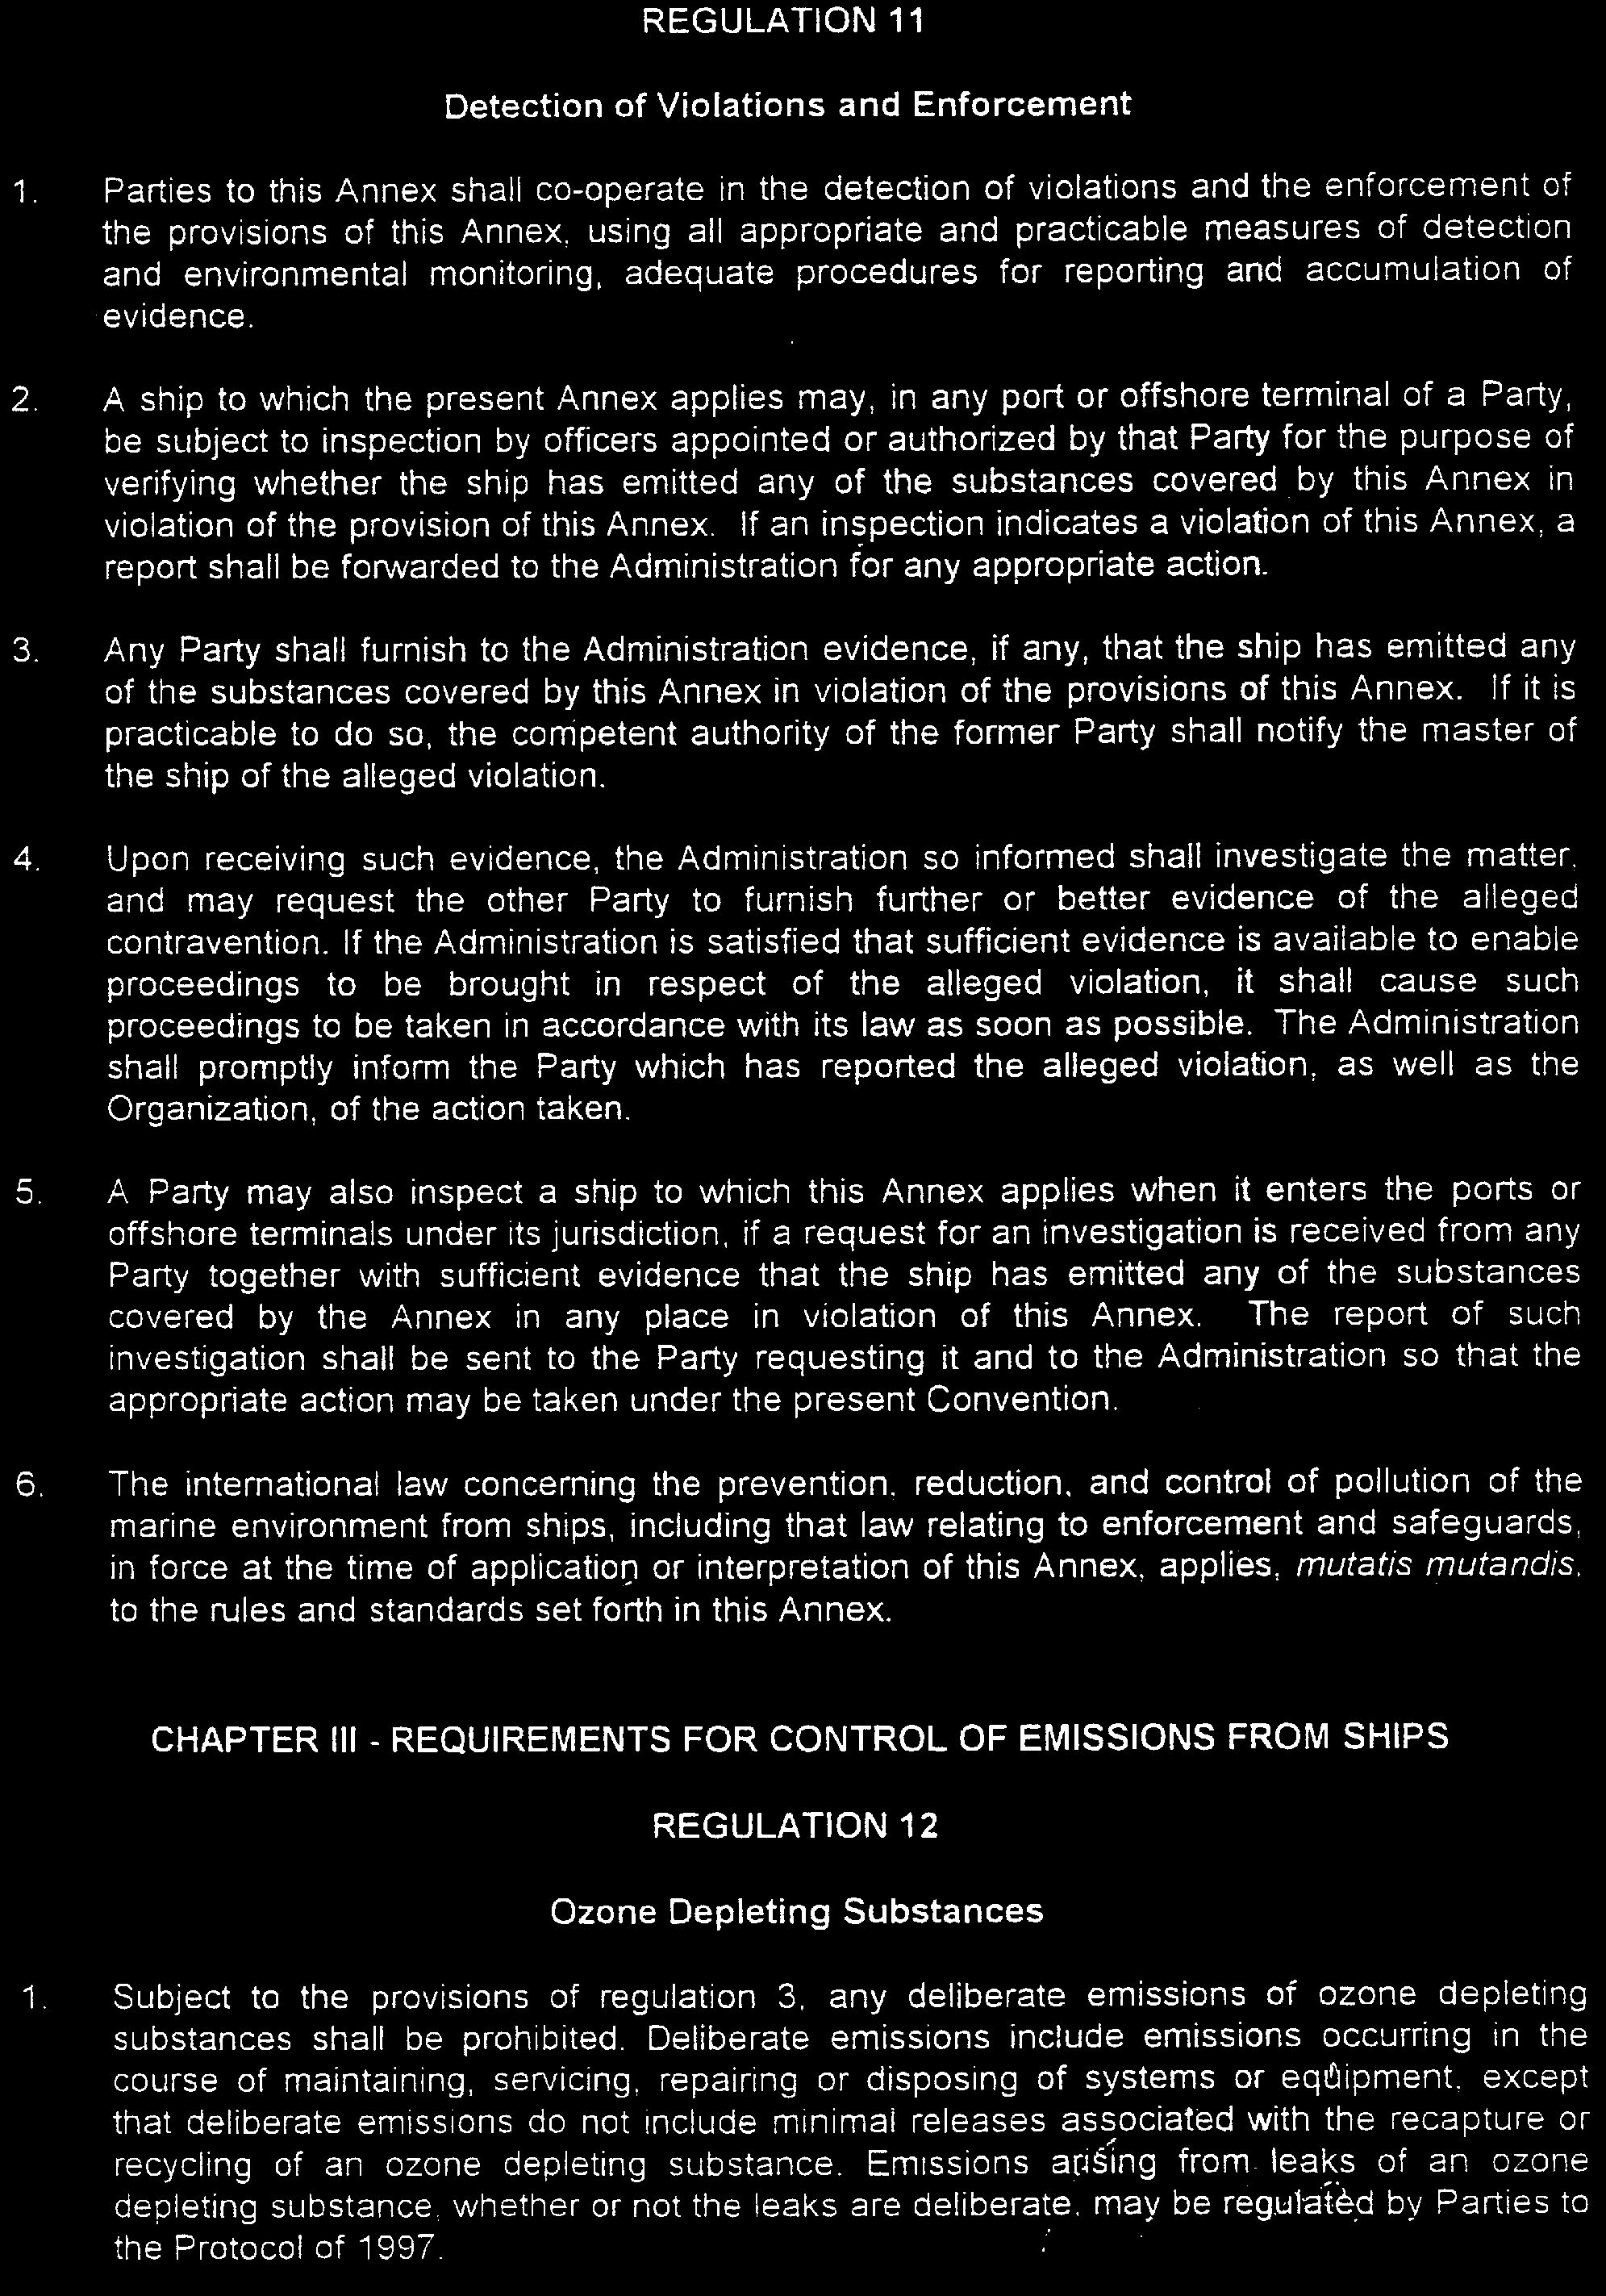 REGULATION 11
Detection of Violations and Enforcement
1. Parties to this Annex shall co-operate in the detection of violations and the enforcement of
the provisions of this Annex, using all appropriate and practicable measures of detection
and environmental monitoring, adequate procedures for reporting and accumulation of
evidence.
2. A ship to which the present Annex applies may, in any port or offshore terminal of a Party,
be subject to inspection by officers appointed or authorized by that Party for the purpose of
verifying whether the ship has emitted any of the substances covered by this Annex in
violation of the provision of this Annex. If an inspection indicates a violation of this Annex, a
report shall be forwarded to the Administration for any appropriate action.
3. Any Party shall furnish to the Administration evidence, if any, that the ship has emitted any
of the substances covered by this Annex in violation of the provisions of this Annex. If it is
practicable to do so, the competent authority of the former Party shall notify the master of
the ship of the alleged violation.
4. Upon receiving such evidence, the Administration so informed shall investigate the matter,
and may request the other Party to furnish further or better evidence of the alleged
contravention. If the Administration is satisfied that sufficient evidence is available to enable
proceedings to be brought in respect of the alleged violation, it shall cause such
proceedings to be taken in accordance with its law as soon as possible. The Administration
shall promptly inform the Party which has reported the alleged violation, as well as the
Organization, of the action taken.
5. A Party may also inspect a ship to which this Annex applies when it enters the ports or
offshore terminals under its jurisdiction, if a request for an investigation is received from any
Party together with sufficient evidence that the ship has emitted any of the substances
covered by the Annex in any place in violation of this Annex. The report of such
investigation shall be sent to the Party requesting it and to the Administration so that the
appropriate action may be taken under the present Convention.
6. The international law concerning the prevention, reduction, and control of pollution of the
marine environment from ships, including that law relating to enforcement and safeguards,
in force at the time of application or interpretation of this Annex, applies, mutatis mutandis,
to the rules and standards set forth in this Annex.
CHAPTER III - REQUIREMENTS FOR CONTROL OF EMISSIONS FROM SHIPS
REGULATION 12
Ozone Depleting Substances
1. Subject to the provisions of regulation 3, any deliberate emissions of ozone depleting
substances shall be prohibited. Deliberate emissions include emissions occurring in the
course of maintaining, servicing, repairing or disposing of systems or equipment, except
that deliberate emissions do not include minimal releases associated with the recapture or
recycling of an ozone depleting substance. Emissions arising from leaks of an ozone
depleting substance, whether or not the leaks are deliberate, may be regulated by Parties to
the Protocol of 1997.